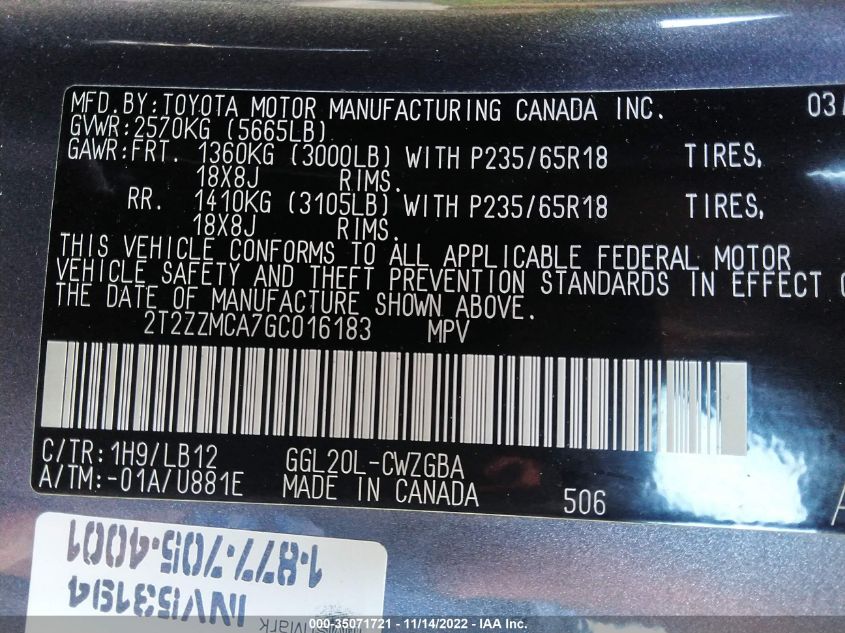 MFD.BY:TOYOTA MOTOR MANUFACTURING CANADA INC. 03/
GVWR:2570KG (5665LB)
GAWR:FRT. 1360KG (3000LB) WITH P235/65R18 TIRES,
18X8J RIMS.
RR. 1410KG (3105LB) WITH P235/65R18 TIRES,
18X8J RIMS.
THIS VEHICLE CONFORMS TO ALL APPLICABLE FEDERAL MOTOR
VEHICLE SAFETY AND THEFT PREVENTION STANDARDS IN EFFECT
THE DATE OF MANUFACTURE SHOWN ABOVE.
2T2ZZMCA7GC016183 MPV
C/TR:1H9/LB12 GGL20L-CWZGBA
A/TM:-01A/U881E MADE IN CANADA 506
1-877-705-4001
INV53194
000-35071721 - 11/14/2022 - IAA Inc.